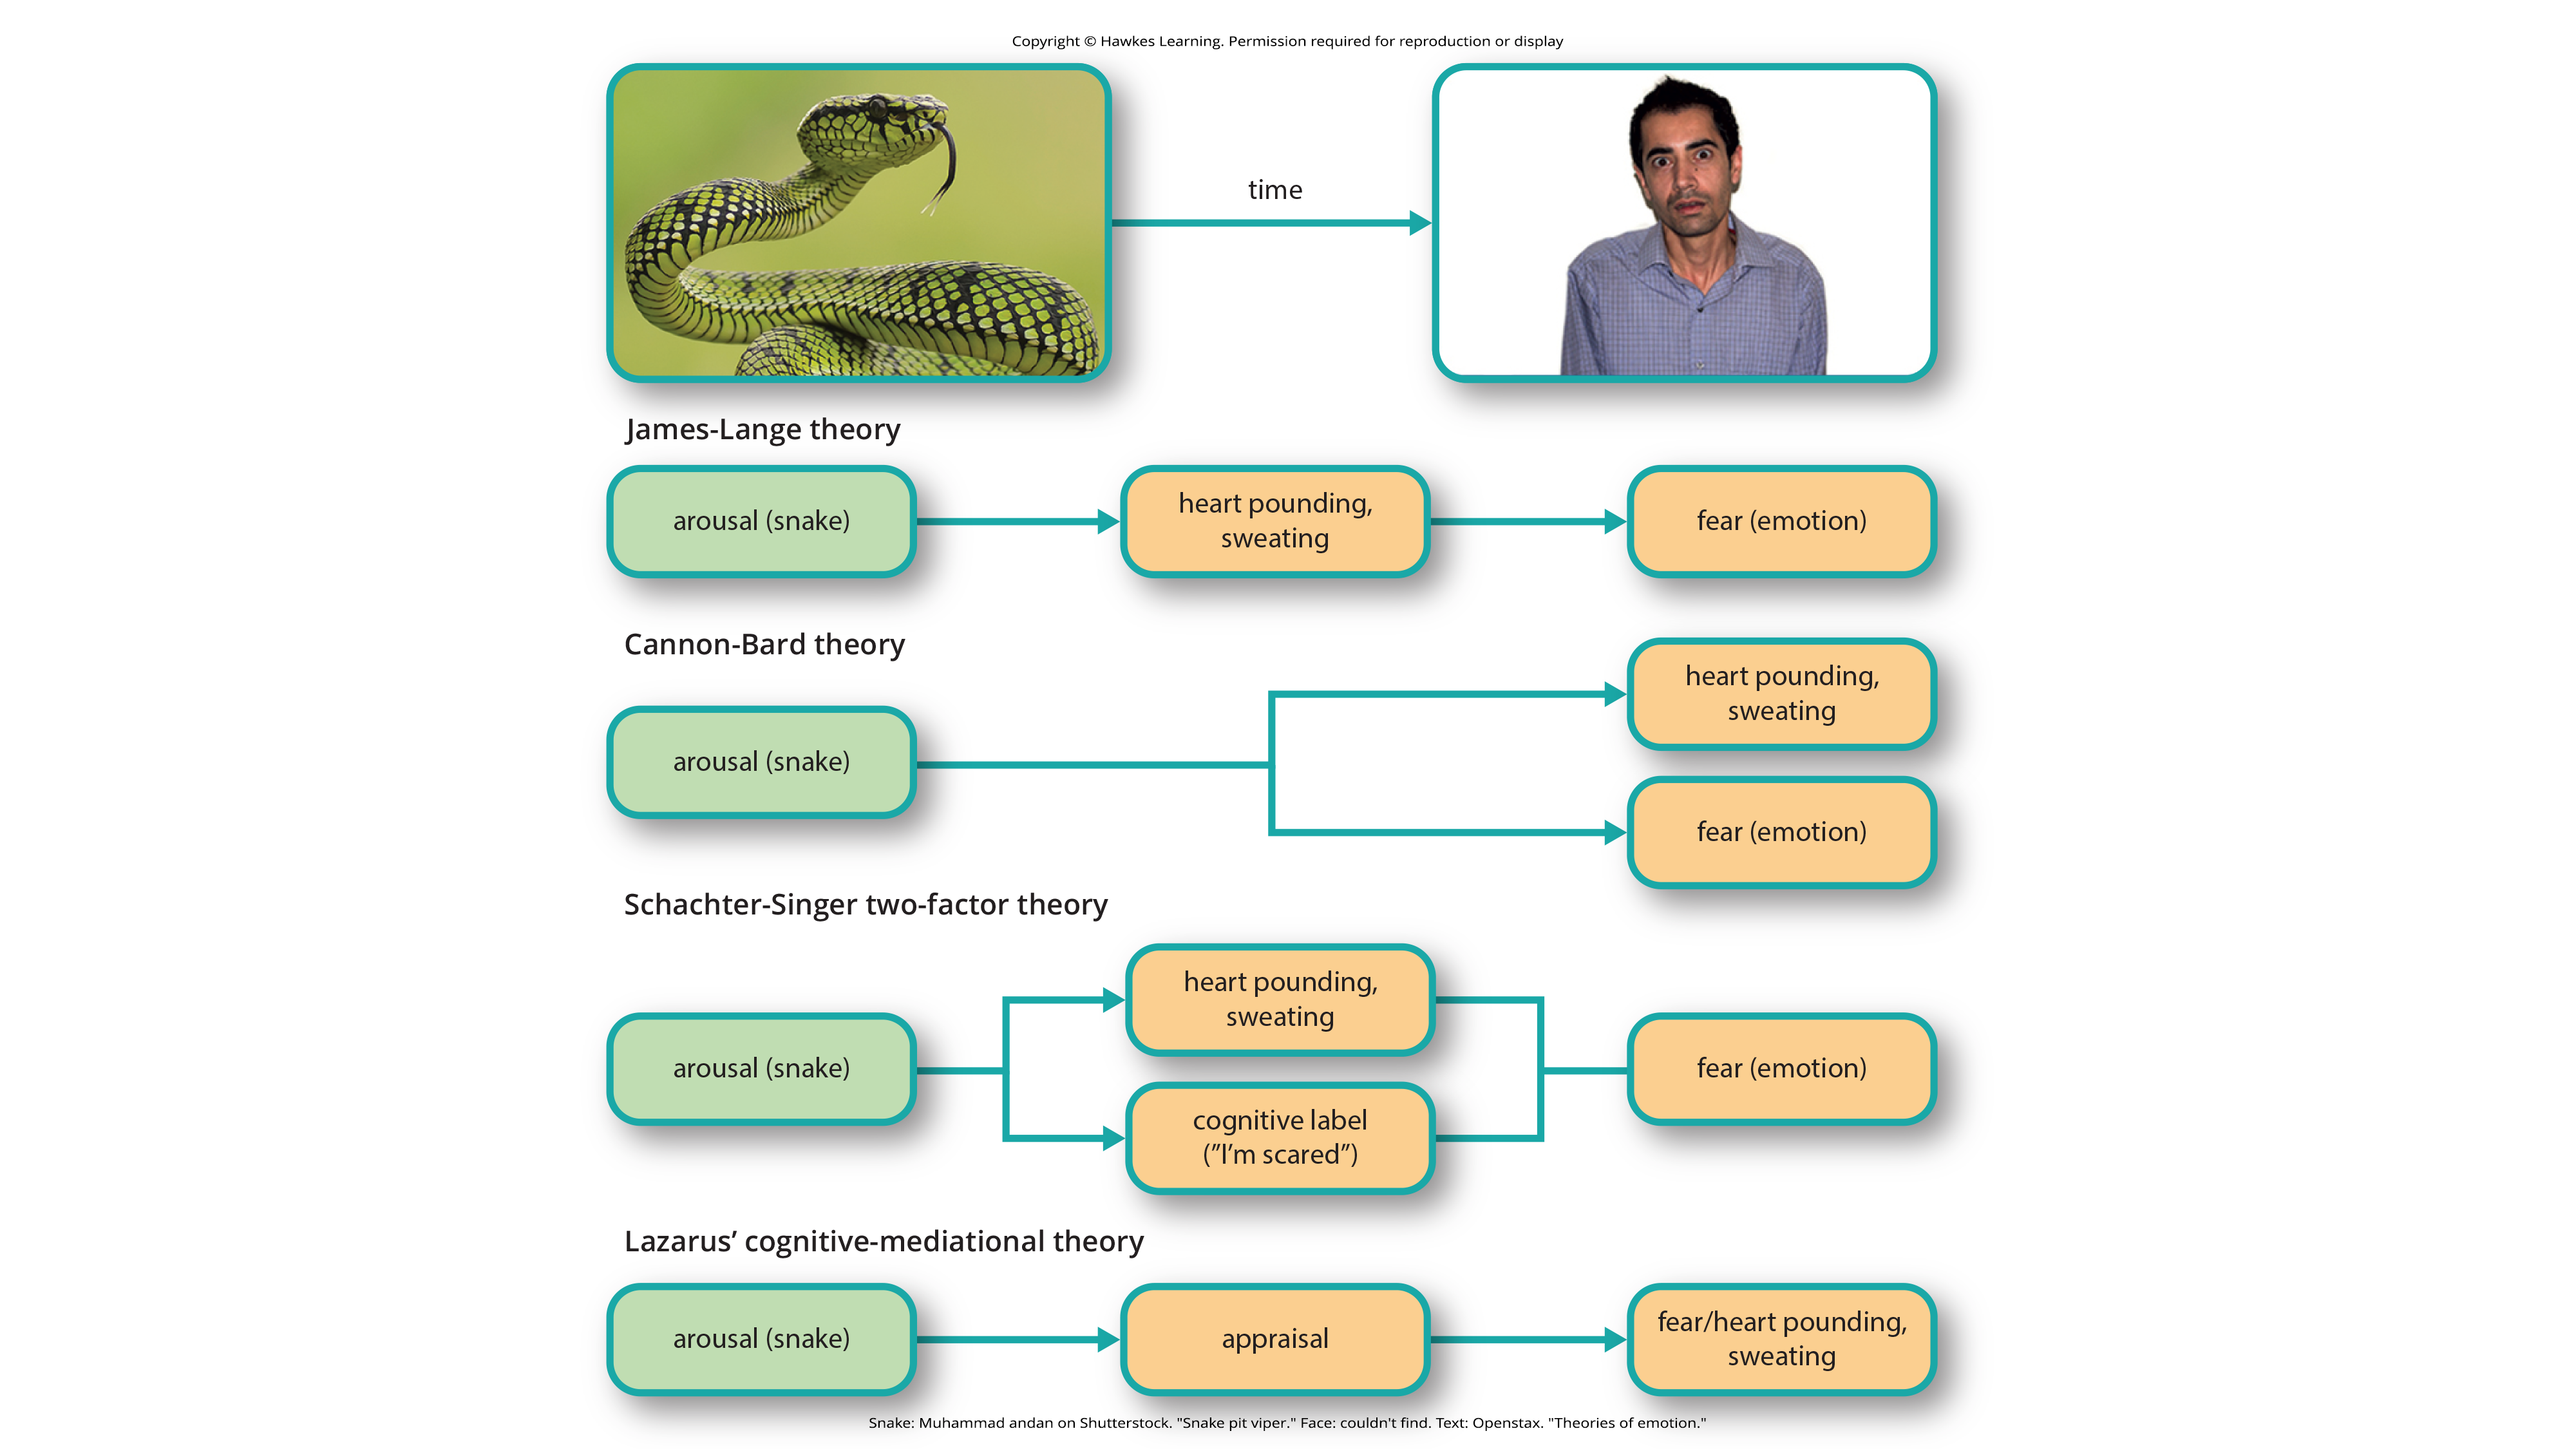 Copyright © Hawkes Learning. Permission required for reproduction or display
time
James-Lange theory
arousal (snake)
heart pounding,
sweating
fear (emotion)
Cannon-Bard theory
arousal (snake)
heart pounding,
sweating
fear (emotion)
Schachter-Singer two-factor theory
arousal (snake)
heart pounding,
sweating
cognitive label
(”I’m scared”)
fear (emotion)
Lazarus’ cognitive-mediational theory
arousal (snake)
appraisal
fear/heart pounding,
sweating
Snake: Muhammad andan on Shutterstock. "Snake pit viper." Face: couldn't find. Text: Openstax. "Theories of emotion."